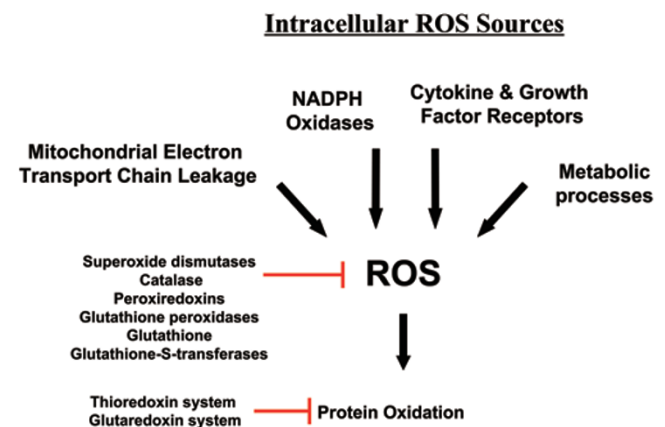 Intracellular ROS Sources
NADPH
Oxidases
Cytokine & Growth
Factor Receptors
Mitochondrial Electron
Transport Chain Leakage
Metabolic
processes
Superoxide dismutases
Catalase
Peroxiredoxins
Glutathione peroxidases
Glutathione
Glutathione-S-transferases
ROS
Thioredoxin system
Glutaredoxin system
Protein Oxidation